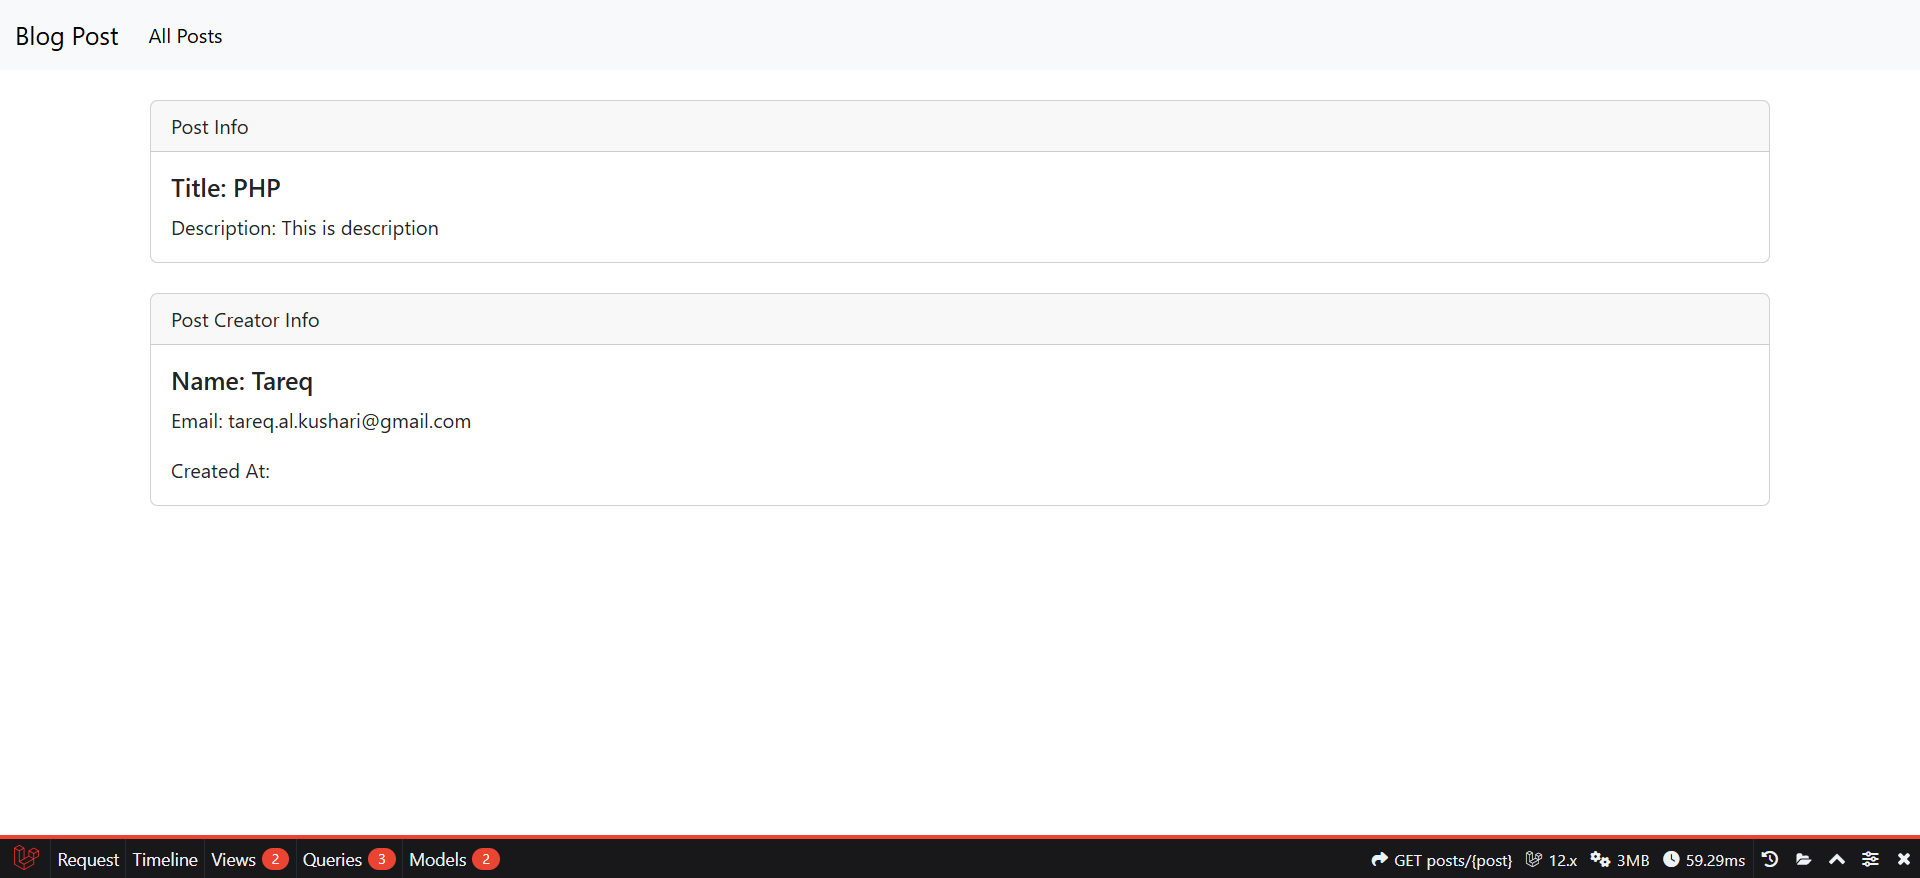 Blog Post All Posts
Post Info
Title: PHP
Description: This is description
Post Creator Info
Name: Tareq
Email: tareq.al.kushari@gmail.com
Created At:
Request Timeline Views 2 Queries 3 Models 2 GET posts/{post} 12.x 3MB 59.29ms